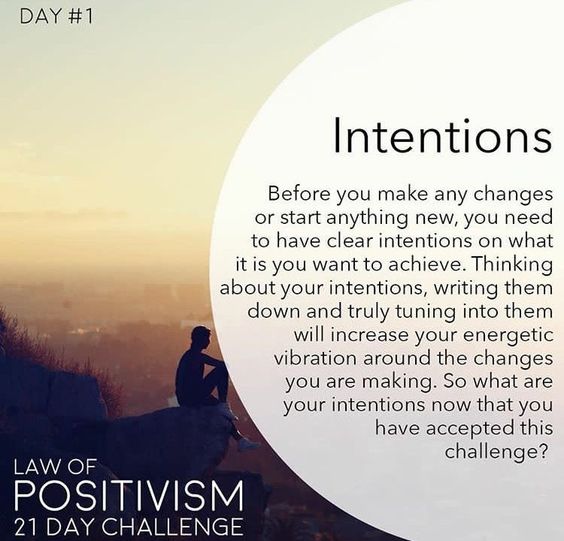 DAY #1
Intentions
Before you make any changes
or start anything new, you need
to have clear intentions on what
it is you want to achieve. Thinking
about your intentions, writing them
down and truly tuning into them
will increase your energetic
vibration around the changes
you are making. So what are
your intentions now that you
have accepted this
challenge?
LAW OF
POSITIVISM
21 DAY CHALLENGE